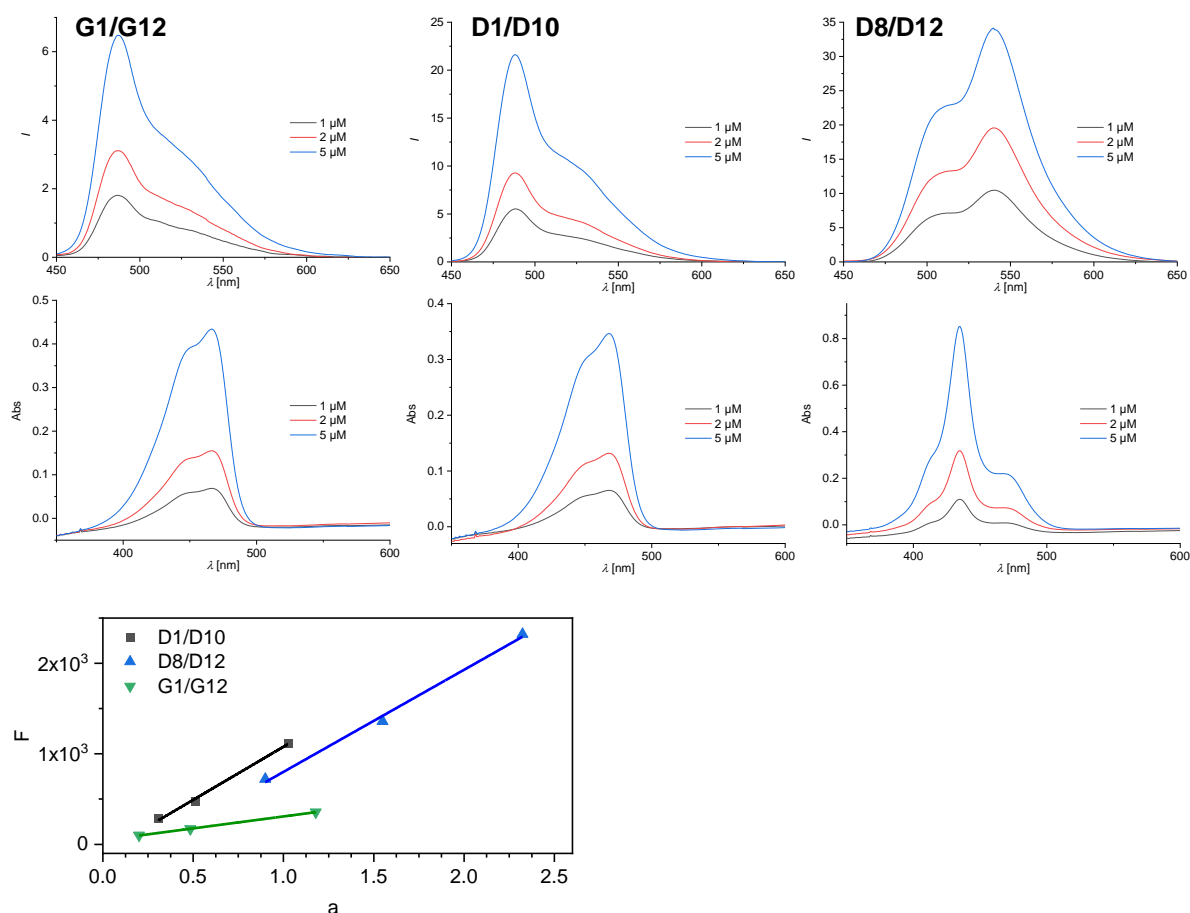 G1/G12
6
4
2
0
I
1 µM
2 µM
5 µM
450 500 550 600 650
λ [nm]
D1/D10
25
20
15
10
5
0
I
1 µM
2 µM
5 µM
450 500 550 600 650
λ [nm]
D8/D12
35
30
25
20
15
10
5
0
I
1 µM
2 µM
5 µM
450 500 550 600 650
λ [nm]
0.5
0.4
0.3
0.2
0.1
0.0
Abs
1 µM
2 µM
5 µM
400 500 600
λ [nm]
0.4
0.3
0.2
0.1
0.0
Abs
1 µM
2 µM
5 µM
400 500 600
λ [nm]
0.8
0.6
0.4
0.2
0.0
Abs
1 µM
2 µM
5 µM
400 500 600
λ [nm]
D1/D10
D8/D12
G1/G12
2x10³
1x10³
0
F
0.0 0.5 1.0 1.5 2.0 2.5
a